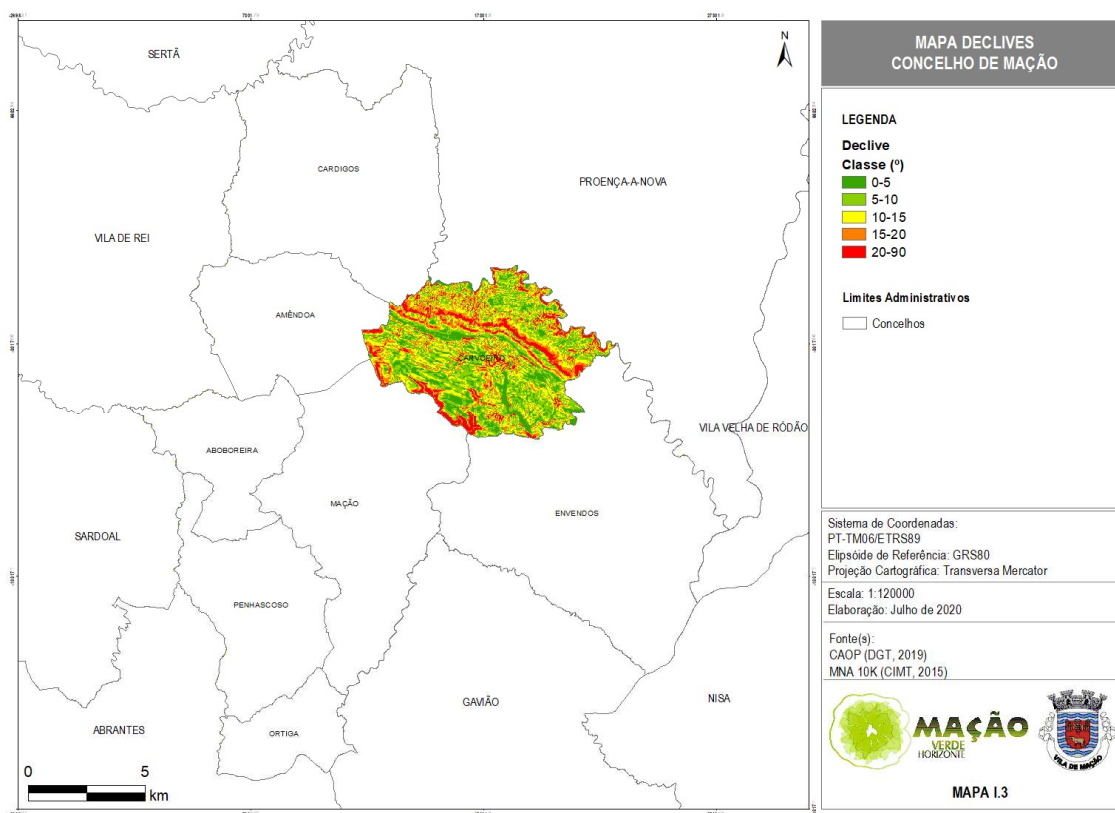 SERTÃ
N
CARDIGOS
PROENÇA-A-NOVA
VILA DE REI
AMÊNDOA
CARVOEIRO
VILA VELHA DE RÓDÃO
ABOBOREIRA
MAÇÃO
ENVENDOS
SARDOAL
PENHASCOSO
GAVIÃO
NISA
ABRANTES
ORTIGA
0 5
km
MAPA DECLIVES
CONCELHO DE MAÇÃO
LEGENDA
Declive
Classe (º)
0-5
5-10
10-15
15-20
20-90
Limites Administrativos
Concelhos
Sistema de Coordenadas:
PT-TM06/ETRS89
Elipsóide de Referência: GRS80
Projeção Cartográfica: Transversa Mercator
Escala: 1:120000
Elaboração: Julho de 2020
Fonte(s):
CAOP (DGT, 2019)
MNA 10K (CIMT, 2015)
MAÇÃO
VERDE
HORIZONTE
VILA DE MAÇÃO
MAPA I.3